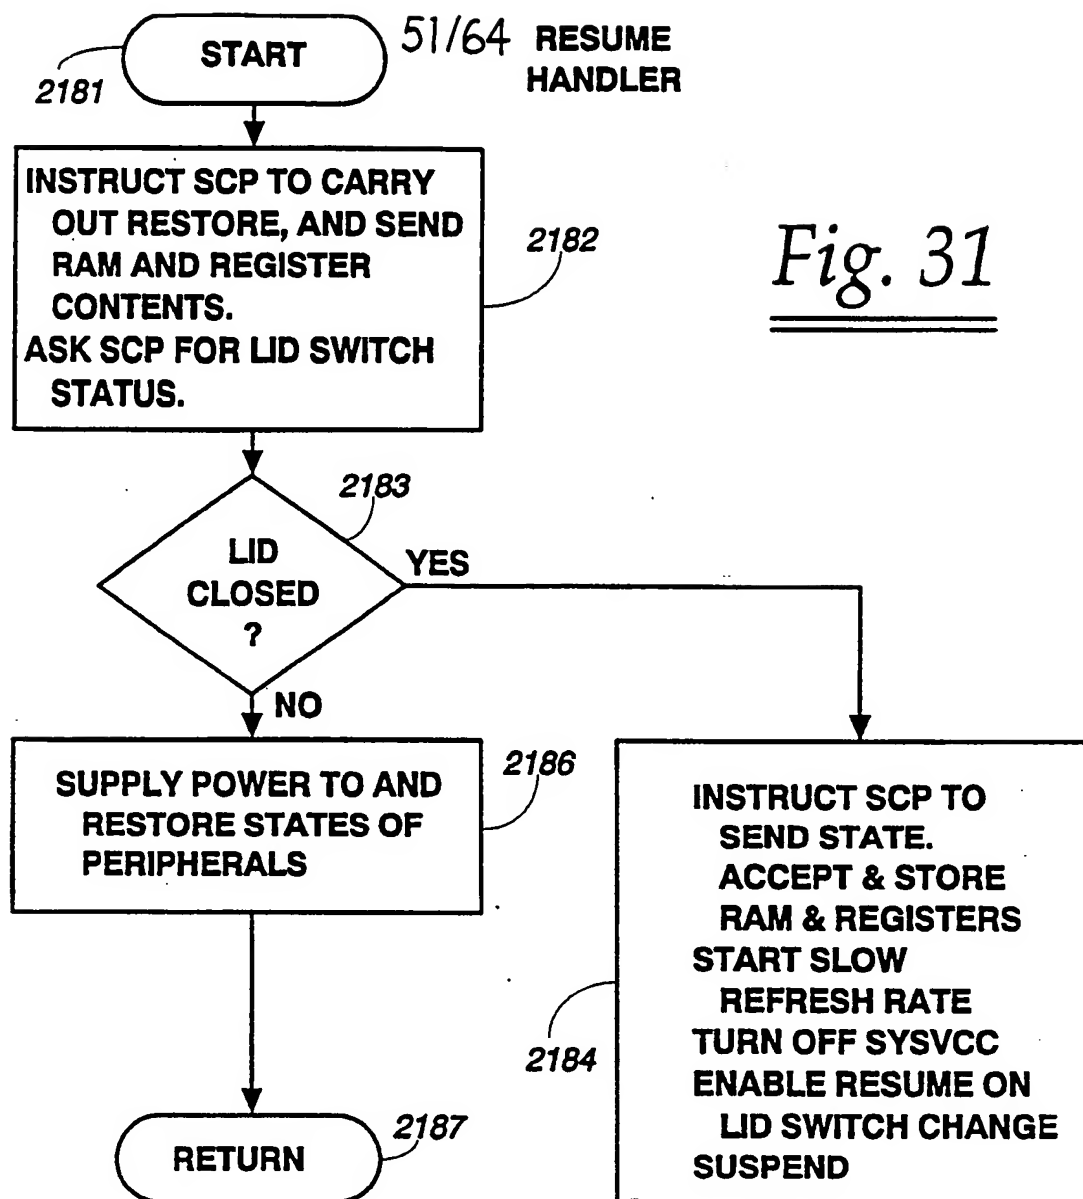 START
2181
51/64 RESUME
HANDLER
INSTRUCT SCP TO CARRY
OUT RESTORE, AND SEND
RAM AND REGISTER
CONTENTS.
ASK SCP FOR LID SWITCH
STATUS.
2182
Fig. 31
2183
LID
CLOSED
?
YES
NO
SUPPLY POWER TO AND
RESTORE STATES OF
PERIPHERALS
2186
INSTRUCT SCP TO
SEND STATE.
ACCEPT & STORE
RAM & REGISTERS
START SLOW
REFRESH RATE
TURN OFF SYSVCC
ENABLE RESUME ON
LID SWITCH CHANGE
SUSPEND
2184
RETURN
2187